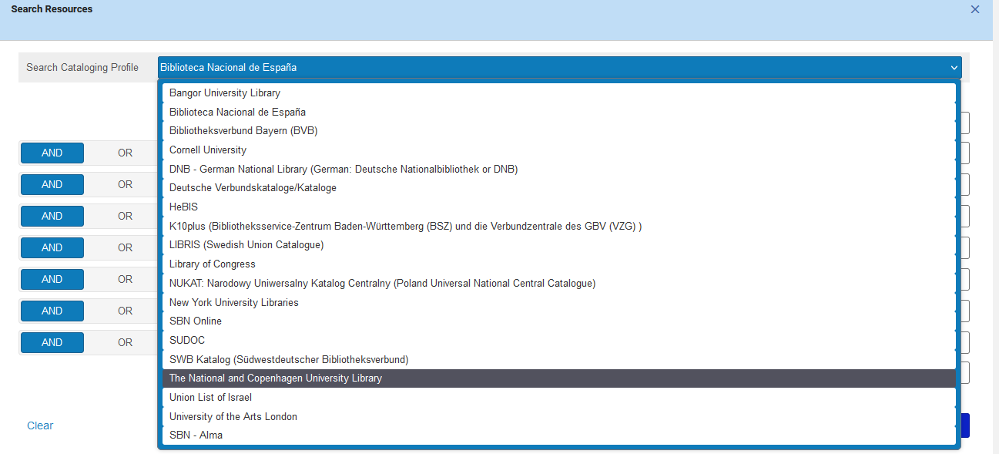 Search Resources
Search Cataloging Profile
Biblioteca Nacional de España
Bangor University Library
Biblioteca Nacional de España
Bibliotheksverbund Bayern (BVB)
Cornell University
AND OR
DNB - German National Library (German: Deutsche Nationalbibliothek or DNB)
AND OR
Deutsche Verbundskataloge/Kataloge
HeBIS
AND OR
K10plus (Bibliotheksservice-Zentrum Baden-Württemberg (BSZ) und die Verbundzentrale des GBV (VZG) )
AND OR
LIBRIS (Swedish Union Catalogue)
Library of Congress
AND OR
NUKAT: Narodowy Uniwersalny Katalog Centralny (Poland Universal National Central Catalogue)
New York University Libraries
AND OR
SBN Online
AND OR
SUDOC
SWB Katalog (Südwestdeutscher Bibliotheksverbund)
The National and Copenhagen University Library
Union List of Israel
University of the Arts London
Clear
SBN - Alma